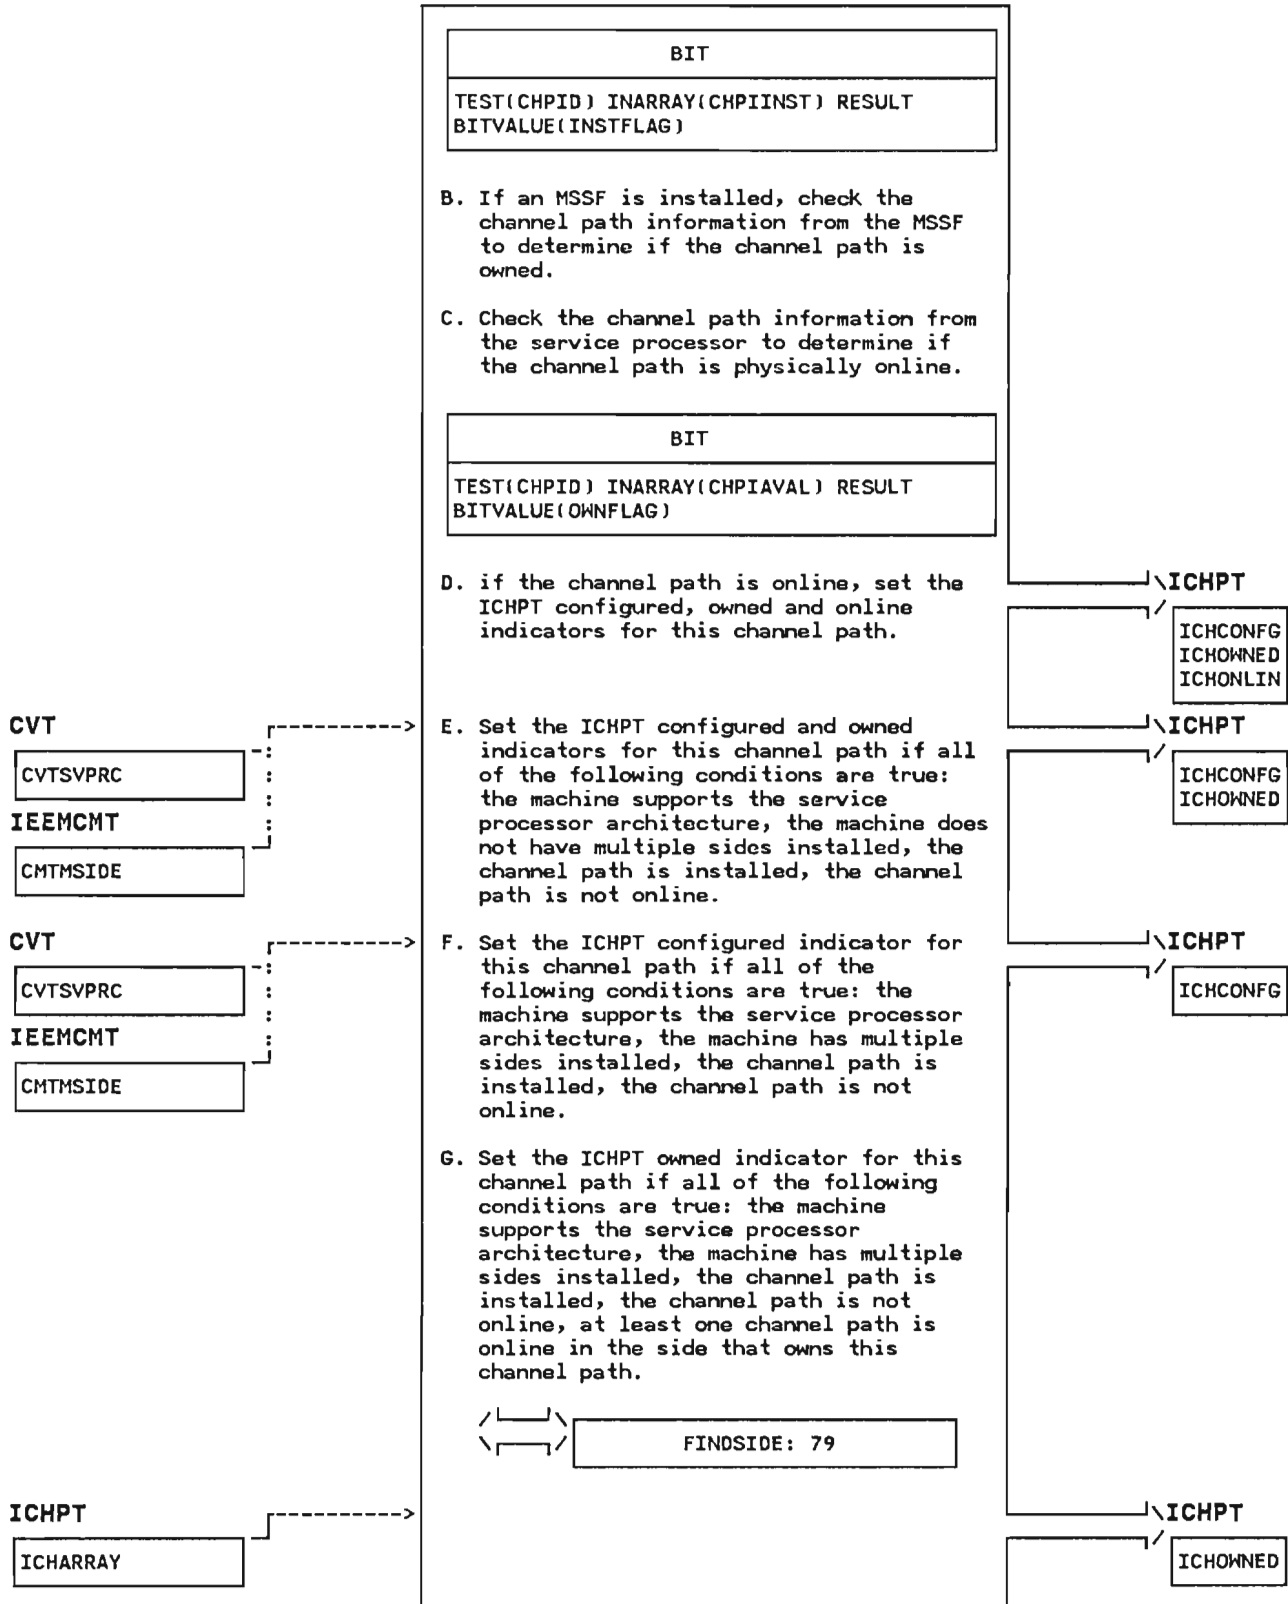 BIT
TEST(CHPID) INARRAY(CHPIINST) RESULT
BITVALUE(INSTFLAG)
B. If an MSSF is installed, check the
channel path information from the MSSF
to determine if the channel path is
owned.
C. Check the channel path information from
the service processor to determine if
the channel path is physically online.
BIT
TEST(CHPID) INARRAY(CHPIAVAL) RESULT
BITVALUE(OWNFLAG)
D. if the channel path is online, set the
ICHPT configured, owned and online
indicators for this channel path.
ICHPT
ICHCONFG
ICHOWNED
ICHONLIN
CVT
CVTSVPRC
IEEMCMT
CMTMSIDE
E. Set the ICHPT configured and owned
indicators for this channel path if all
of the following conditions are true:
the machine supports the service
processor architecture, the machine does
not have multiple sides installed, the
channel path is installed, the channel
path is not online.
ICHPT
ICHCONFG
ICHOWNED
CVT
CVTSVPRC
IEEMCMT
CMTMSIDE
F. Set the ICHPT configured indicator for
this channel path if all of the
following conditions are true: the
machine supports the service processor
architecture, the machine has multiple
sides installed, the channel path is
installed, the channel path is not
online.
ICHPT
ICHCONFG
G. Set the ICHPT owned indicator for this
channel path if all of the following
conditions are true: the machine
supports the service processor
architecture, the machine has multiple
sides installed, the channel path is
installed, the channel path is not
online, at least one channel path is
online in the side that owns this
channel path.
FINDSIDE: 79
ICHPT
ICHARRAY
ICHPT
ICHOWNED